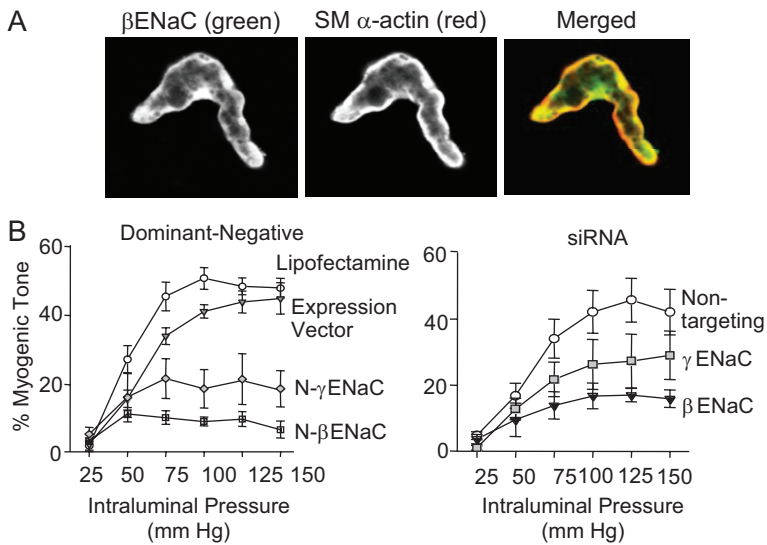 A
βENaC (green)
SM α-actin (red)
Merged
B
Dominant-Negative
60
40
20
0
% Myogenic Tone
Lipofectamine
Expression
Vector
N-γENaC
N-βENaC
25 50 75 100 125 150
Intraluminal Pressure
(mm Hg)
siRNA
60
40
20
0
Non-
targeting
γENaC
βENaC
25 50 75 100 125 150
Intraluminal Pressure
(mm Hg)